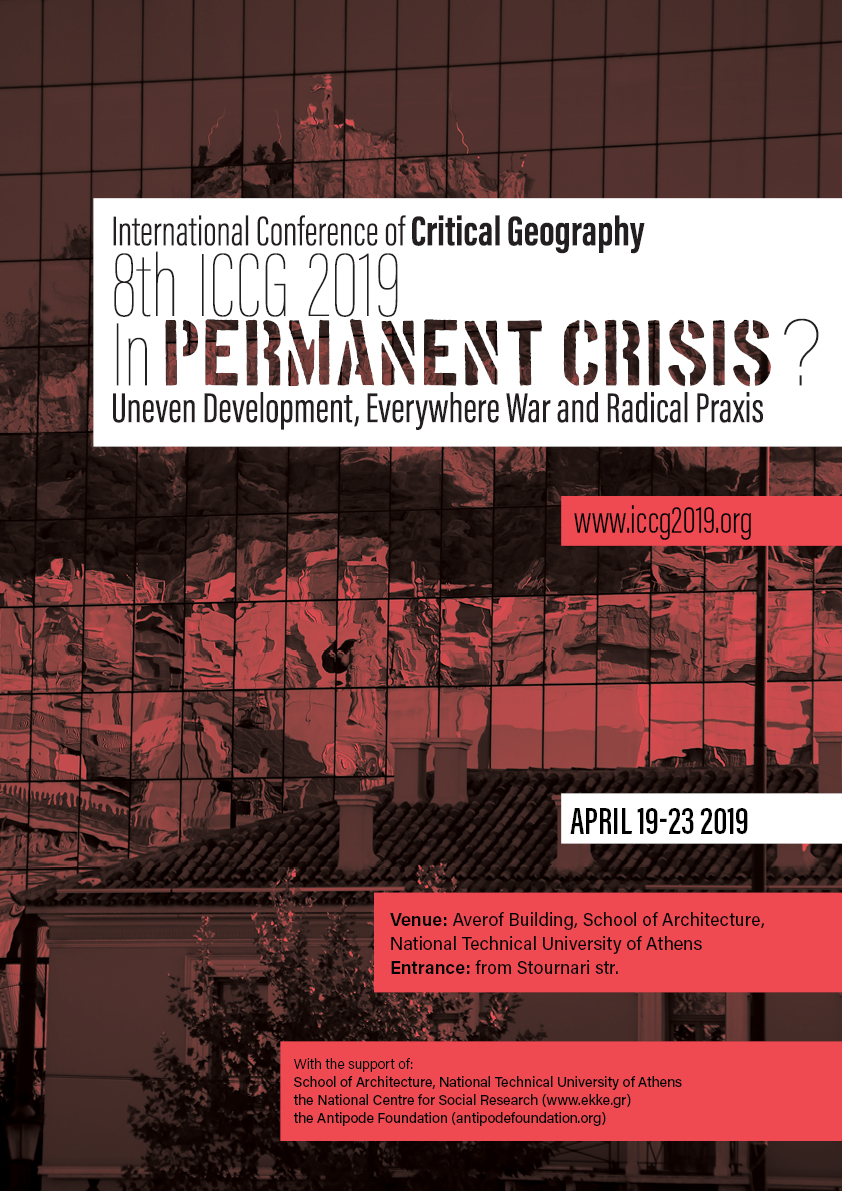 International Conference of Critical Geography
8th ICCG 2019
In PERMANENT CRISIS?
Uneven Development, Everywhere War and Radical Praxis
www.iccg2019.org
APRIL 19-23 2019
Venue: Averof Building, School of Architecture,
National Technical University of Athens
Entrance: from Stournari str.
With the support of:
School of Architecture, National Technical University of Athens
the National Centre for Social Research (www.ekke.gr)
the Antipode Foundation (antipodefoundation.org)